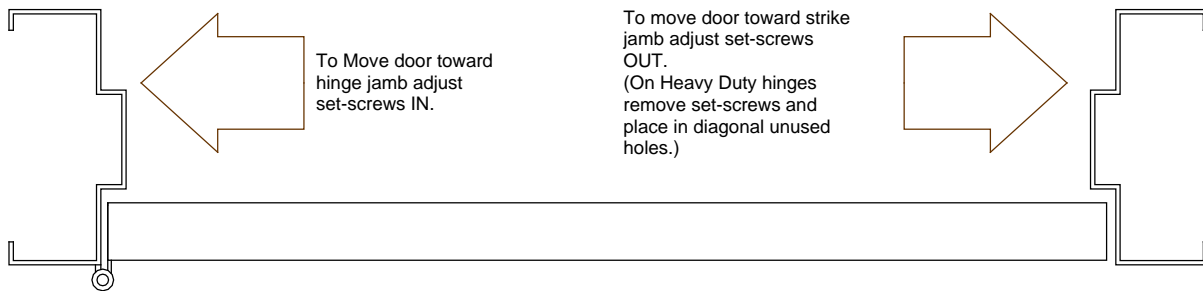 To Move door toward
hinge jamb adjust
set-screws IN.
To move door toward strike
jamb adjust set-screws
OUT.
(On Heavy Duty hinges
remove set-screws and
place in diagonal unused
holes.)